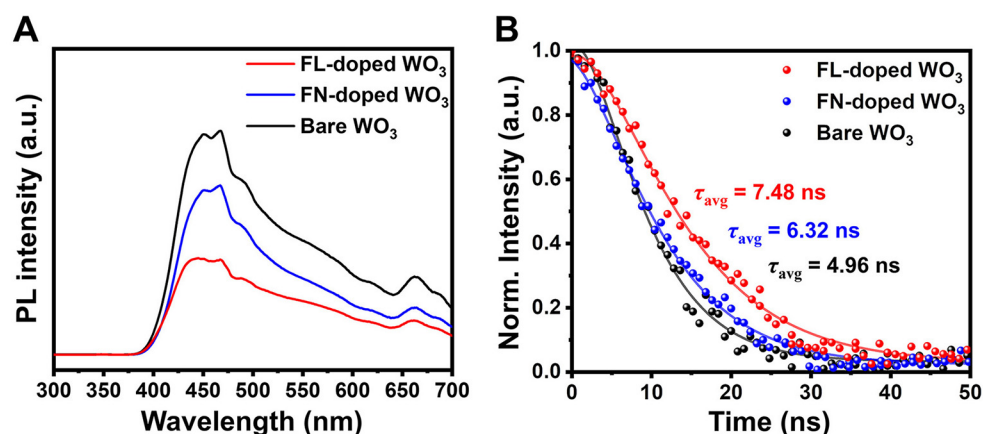 A
PL intensity (a.u.)
FL-doped WO₃
FN-doped WO₃
Bare WO₃
300 350 400 450 500 550 600 650 700
Wavelength (nm)
B
Norm. Intensity (a.u.)
1.0
0.8
0.6
0.4
0.2
0.0
FL-doped WO₃
FN-doped WO₃
Bare WO₃
τavg = 7.48 ns
τavg = 6.32 ns
τavg = 4.96 ns
0 10 20 30 40 50
Time (ns)